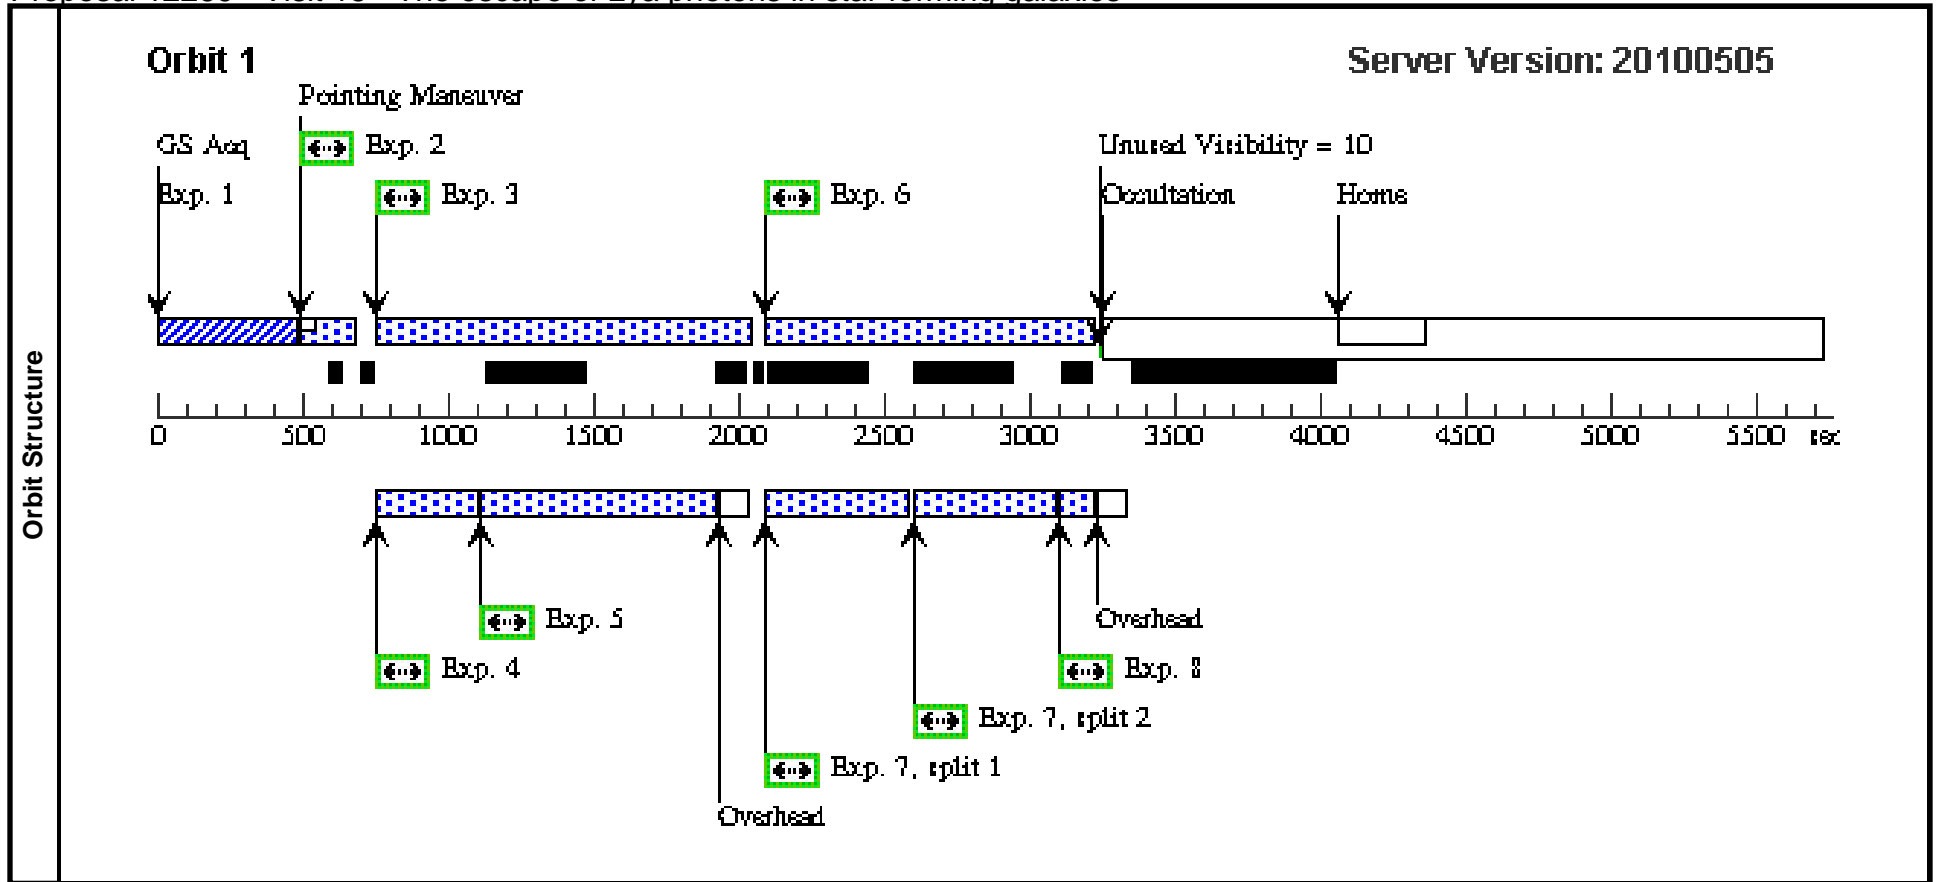 Orbit 1
Server Version: 20100505
Pointing Maneuver
GS Acq
Exp. 2
Unused Visibility = 10
Exp. 1
Exp. 3
Exp. 6
Occultation
Home
0 500 1000 1500 2000 2500 3000 3500 4000 4500 5000 5500 sec
Orbit Structure
Exp. 5
Overhead
Exp. 4
Exp. 8
Exp. 7, split 2
Exp. 7, split 1
Overhead